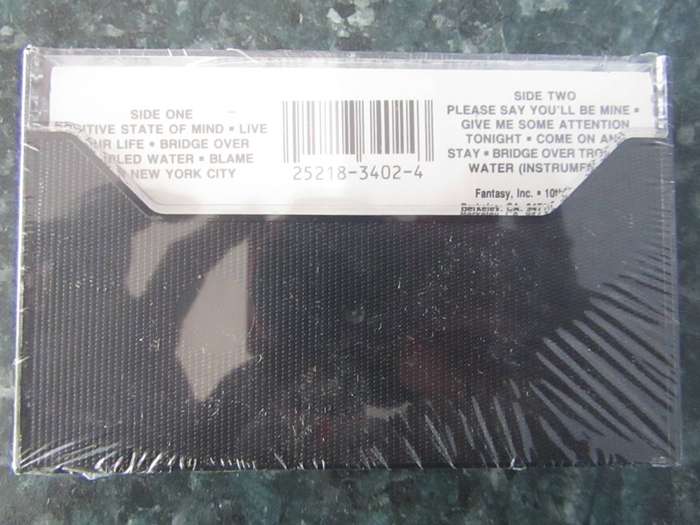 SIDE ONE
STATE OF MIND • LIVE
LIFE • BRIDGE OVER
WATER • BLAME
NEW YORK CITY
25218-3402-4
SIDE TWO
PLEASE SAY YOU'LL BE MINE •
GIVE ME SOME ATTENTION
TONIGHT • COME ON AND
STAY • BRIDGE OVER
WATER
Fantasy, Inc. •
Berkeley, CA